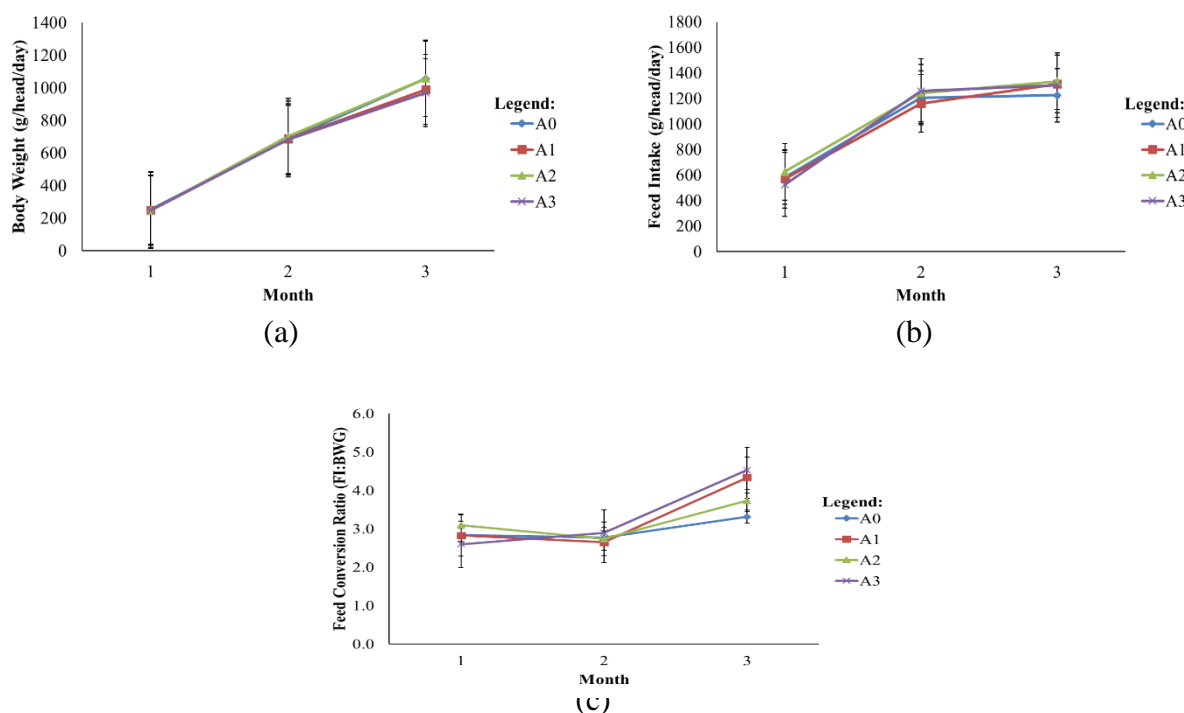 Body Weight (g/head/day)
1400
1200
1000
800
600
400
200
0
1
2
3
Month
Legend:
A0
A1
A2
A3
(a)
Feed Intake (g/head/day)
1800
1600
1400
1200
1000
800
600
400
200
0
1
2
3
Month
Legend:
A0
A1
A2
A3
(b)
Feed Conversion Ratio (FI:BWG)
6.0
5.0
4.0
3.0
2.0
1.0
0.0
1
2
3
Month
Legend:
A0
A1
A2
A3
(c)